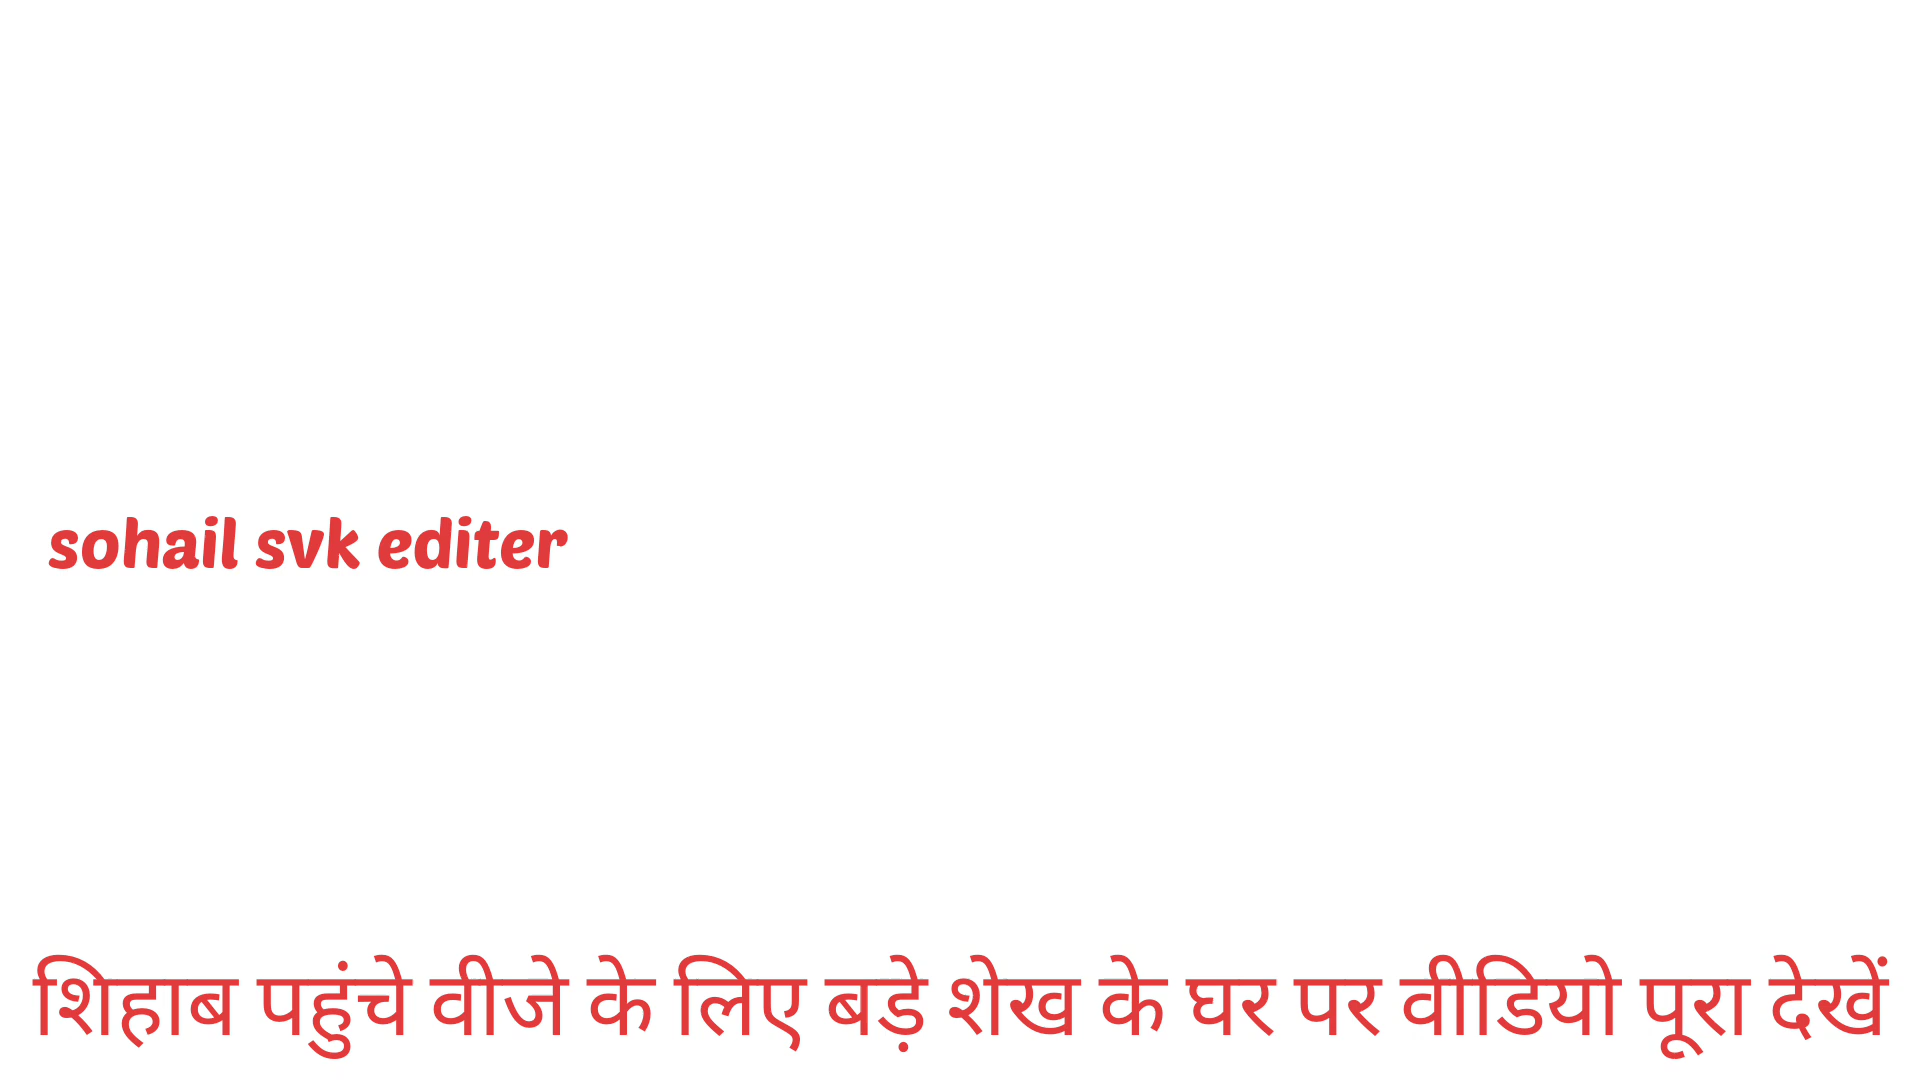 sohail svk editer
शिहाब पहुंचे वीजे के लिए बड़े शेख के घर पर वीडियो पूरा देखें